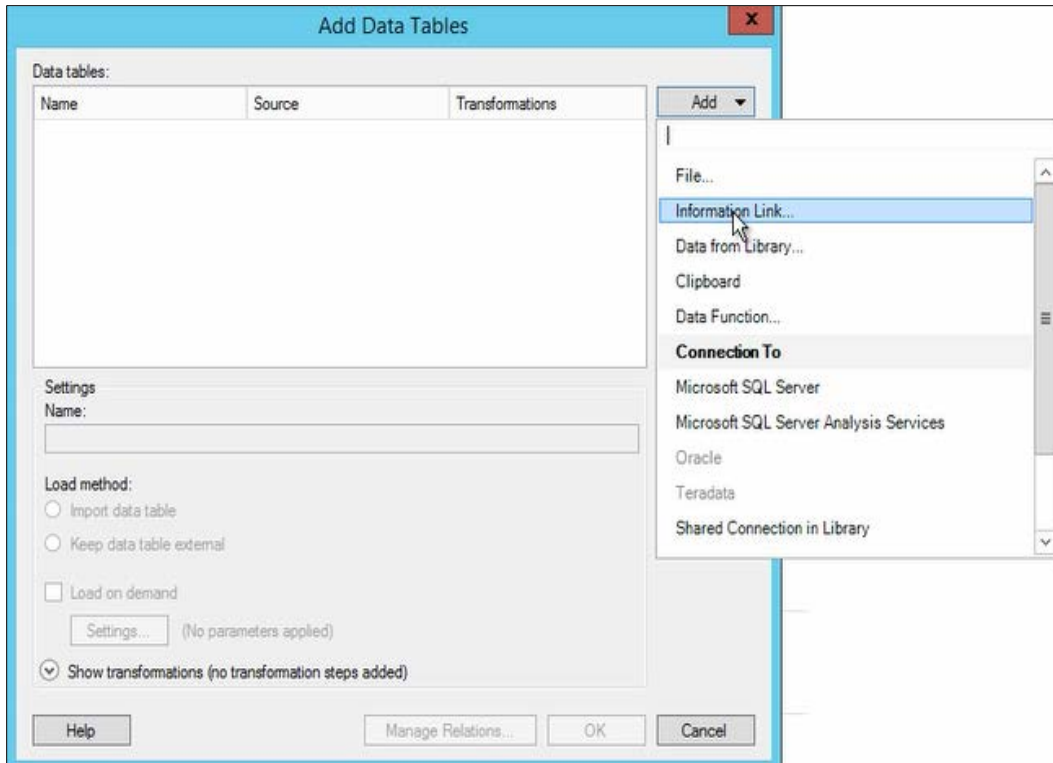 Add Data Tables
x
Data tables:
Name Source Transformations
Add
File...
Information Link...
Data from Library...
Clipboard
Data Function...
Connection To
Microsoft SQL Server
Microsoft SQL Server Analysis Services
Oracle
Teradata
Shared Connection in Library
Settings
Name:
Load method:
Import data table
Keep data table external
Load on demand
Settings... (No parameters applied)
Show transformations (no transformation steps added)
Help Manage Relations... OK Cancel